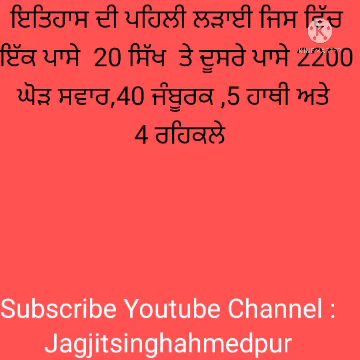 ਇਤਿਹਾਸ ਦੀ ਪਹਿਲੀ ਲੜਾਈ ਜਿਸ ਵਿੱਚ
ਇੱਕ ਪਾਸੇ 20 ਸਿੱਖ ਤੇ ਦੂਸਰੇ ਪਾਸੇ 2200
ਘੋੜ ਸਵਾਰ,40 ਜੰਬੂਰਕ ,5 ਹਾਥੀ ਅਤੇ
4 ਰਹਿਕਲੇ
Subscribe Youtube Channel :
Jagjitsinghahmedpur